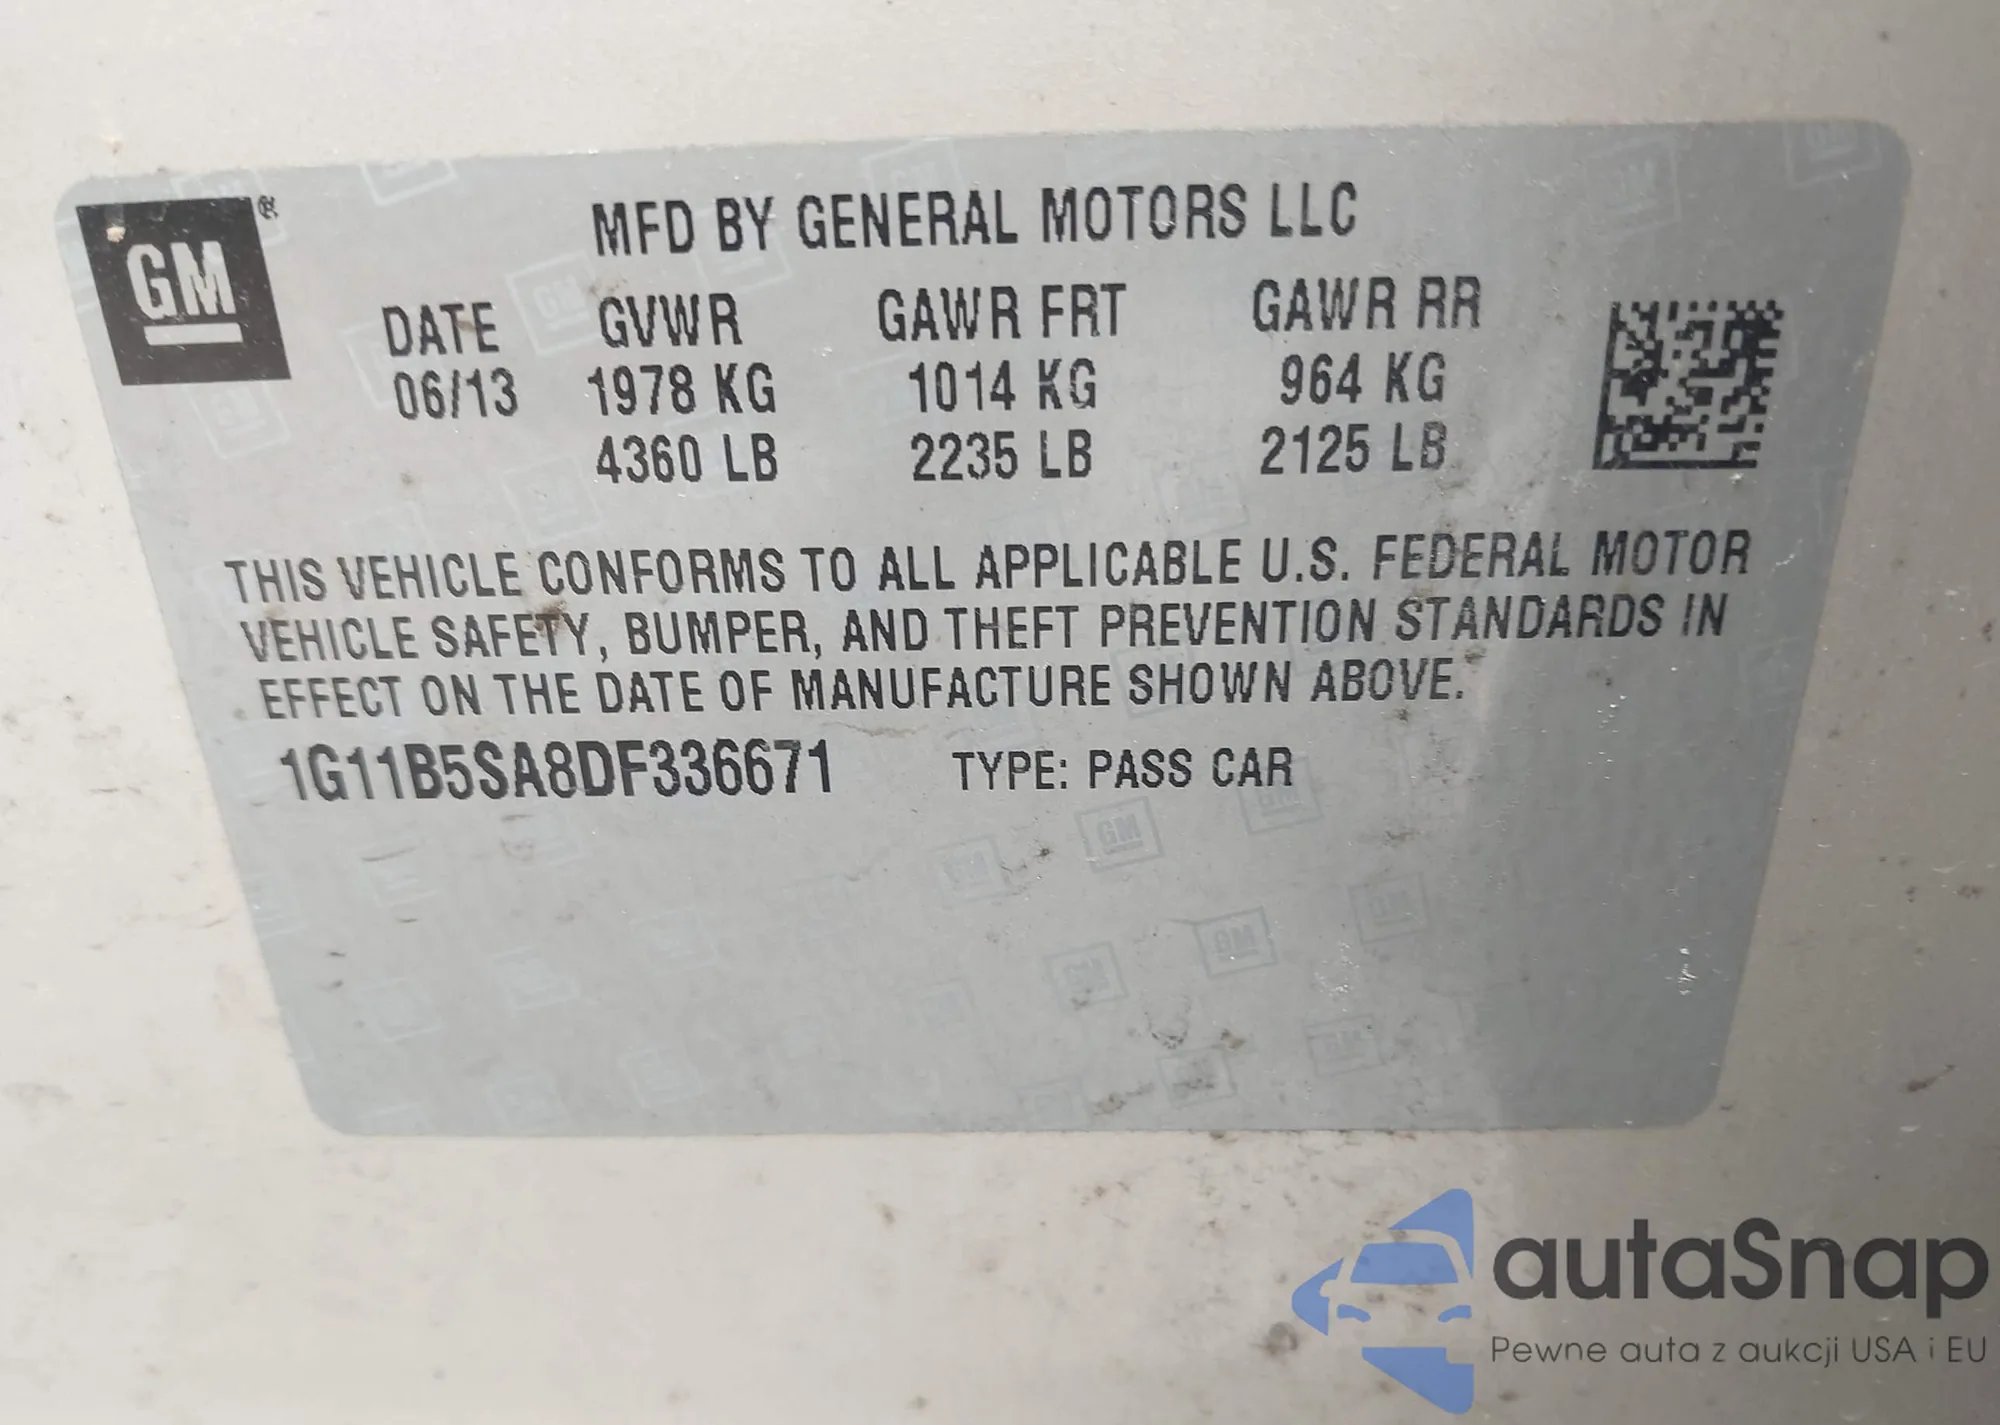 GM
MFD BY GENERAL MOTORS LLC
DATE GVWR GAWR FRT GAWR RR
06/13 1978 KG 1014 KG 964 KG
4360 LB 2235 LB 2125 LB
THIS VEHICLE CONFORMS TO ALL APPLICABLE U.S. FEDERAL MOTOR
VEHICLE SAFETY, BUMPER, AND THEFT PREVENTION STANDARDS IN
EFFECT ON THE DATE OF MANUFACTURE SHOWN ABOVE.
1G11B5SA8DF336671 TYPE: PASS CAR
autaSnap
Pewne auta z aukcji USA i EU